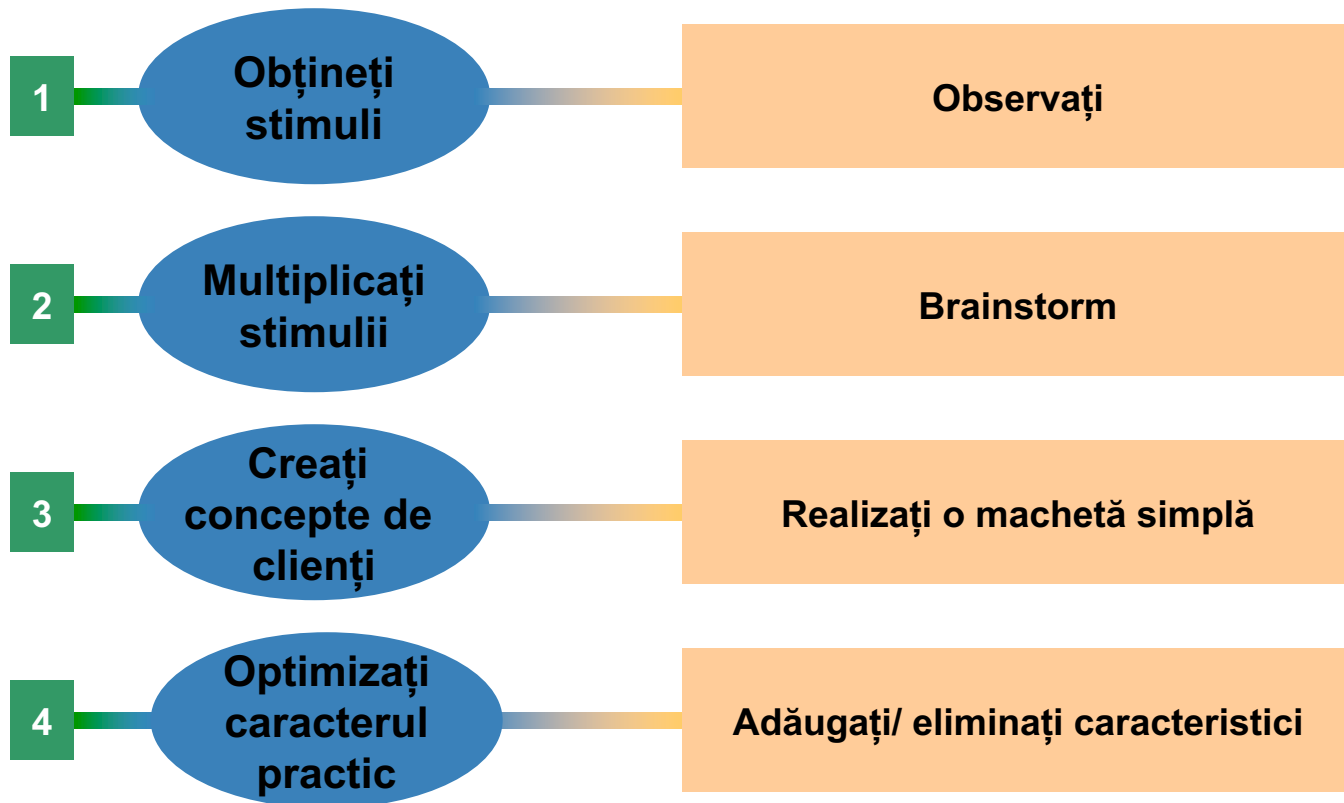 1
Obțineți
stimuli
Observați
2
Multiplicați
stimulii
Brainstorm
3
Creați
concepte de
clienți
Realizați o machetă simplă
4
Optimizați
caracterul
practic
Adăugați/ eliminați caracteristici